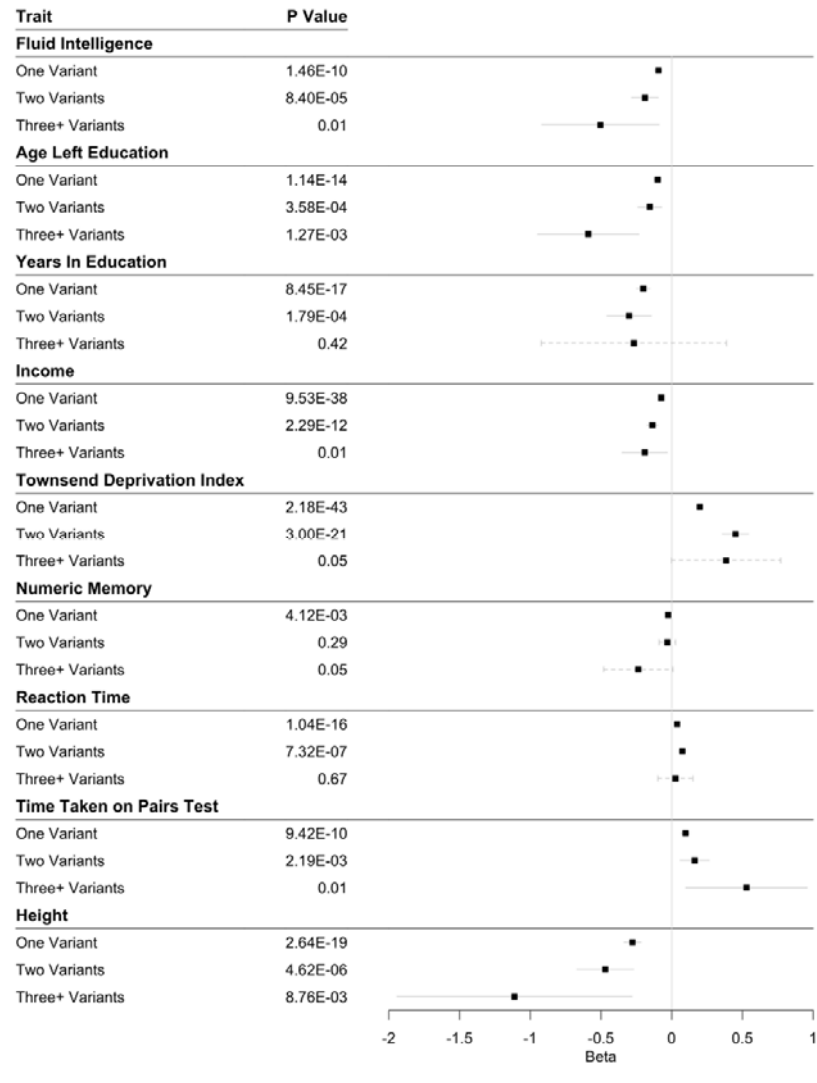 Trait P Value
Fluid Intelligence
One Variant 1.46E-10
Two Variants 8.40E-05
Three+ Variants 0.01
Age Left Education
One Variant 1.14E-14
Two Variants 3.58E-04
Three+ Variants 1.27E-03
Years In Education
One Variant 8.45E-17
Two Variants 1.79E-04
Three+ Variants 0.42
Income
One Variant 9.53E-38
Two Variants 2.29E-12
Three+ Variants 0.01
Townsend Deprivation Index
One Variant 2.18E-43
Two Variants 3.00E-21
Three+ Variants 0.05
Numeric Memory
One Variant 4.12E-03
Two Variants 0.29
Three+ Variants 0.05
Reaction Time
One Variant 1.04E-16
Two Variants 7.32E-07
Three+ Variants 0.67
Time Taken on Pairs Test
One Variant 9.42E-10
Two Variants 2.19E-03
Three+ Variants 0.01
Height
One Variant 2.64E-19
Two Variants 4.62E-06
Three+ Variants 8.76E-03
-2 -1.5 -1 -0.5 0 0.5 1
Beta